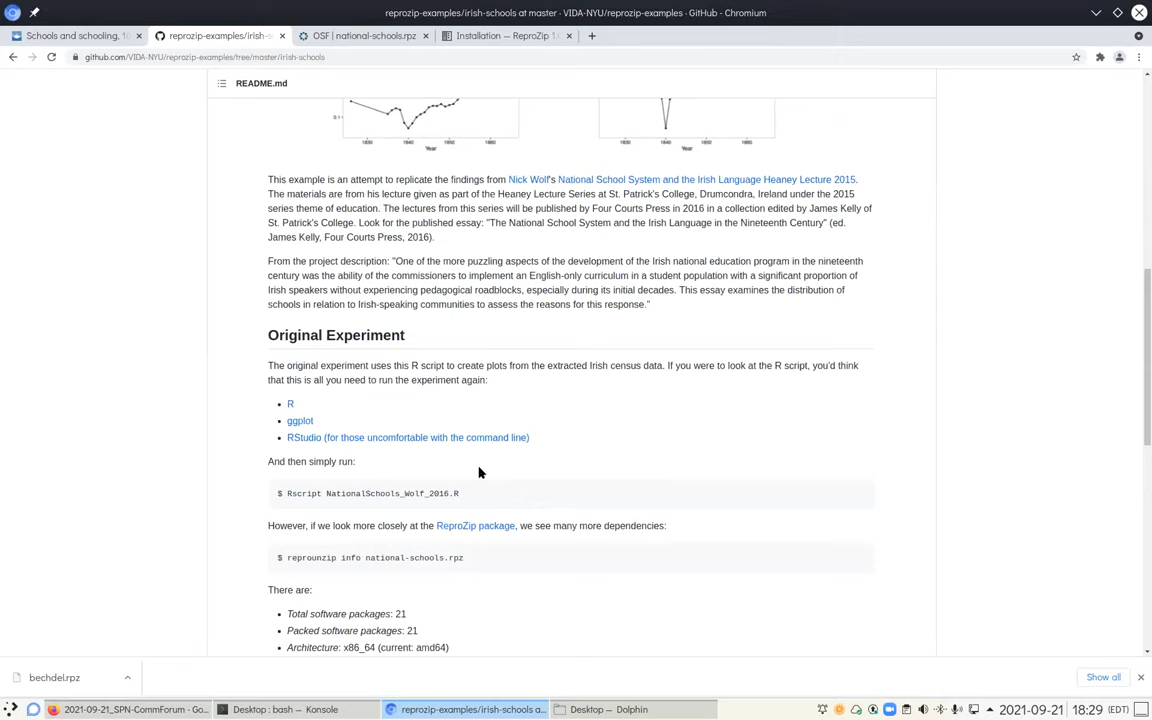 reprozip-examples/irish-schools at master · VIDA-NYU/reprozip-examples · GitHub - Chromium
Schools and schooling, 1
reprozip-examples/irish-s
OSF | national-schools.rpz
Installation — ReproZip 1.
github.com/VIDA-NYU/reprozip-examples/tree/master/irish-schools
README.md
0.1
1830 1840 1850 1860
Year
1830 1840 1850 1860
Year
This example is an attempt to replicate the findings from Nick Wolf's National School System and the Irish Language Heaney Lecture 2015.
The materials are from his lecture given as part of the Heaney Lecture Series at St. Patrick's College, Drumcondra, Ireland under the 2015
series theme of education. The lectures from this series will be published by Four Courts Press in 2016 in a collection edited by James Kelly of
St. Patrick's College. Look for the published essay: "The National School System and the Irish Language in the Nineteenth Century" (ed.
James Kelly, Four Courts Press, 2016).
From the project description: "One of the more puzzling aspects of the development of the Irish national education program in the nineteenth
century was the ability of the commissioners to implement an English-only curriculum in a student population with a significant proportion of
Irish speakers without experiencing pedagogical roadblocks, especially during its initial decades. This essay examines the distribution of
schools in relation to Irish-speaking communities to assess the reasons for this response."
Original Experiment
The original experiment uses this R script to create plots from the extracted Irish census data. If you were to look at the R script, you'd think
that this is all you need to run the experiment again:
• R
• ggplot
• RStudio (for those uncomfortable with the command line)
And then simply run:
$ Rscript NationalSchools_Wolf_2016.R
However, if we look more closely at the ReproZip package, we see many more dependencies:
$ reprounzip info national-schools.rpz
There are:
• Total software packages: 21
• Packed software packages: 21
• Architecture: x86_64 (current: amd64)
bechdel.rpz
Show all
2021-09-21_SPN-CommForum - Go...
Desktop : bash — Konsole
reprozip-examples/irish-schools a...
Desktop — Dolphin
2021-09-21 18:29 (EDT)